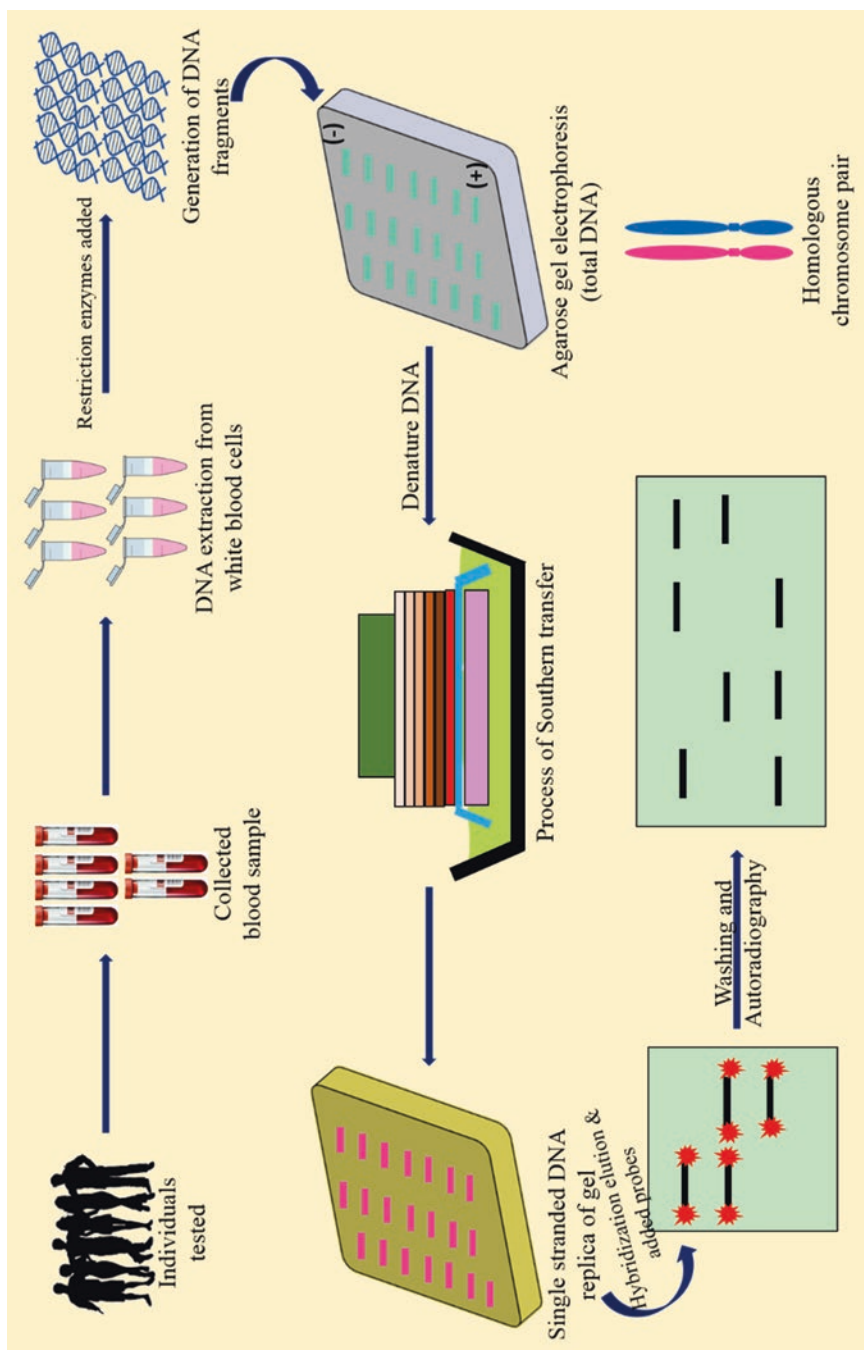 Individuals
tested
Collected
blood sample
DNA extraction from
white blood cells
Restriction enzymes added
Generation of DNA
fragments
(-)
(+)
Agarose gel electrophoresis
(total DNA)
Denature DNA
Process of Southern transfer
Single stranded DNA
replica of gel
Hybridization elution &
added probes
Washing and
Autoradiography
Homologous
chromosome pair